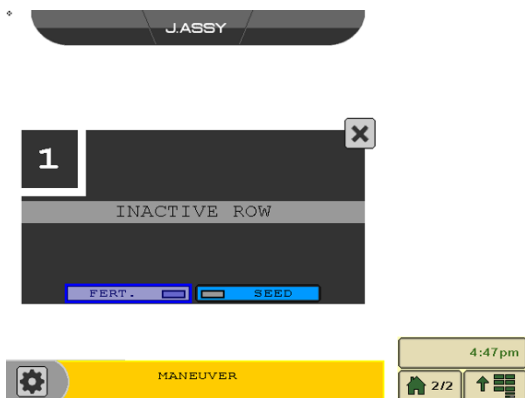 J.ASSY
1
INACTIVE ROW
FERT. SEED
4:47pm
MANEUVER
2/2